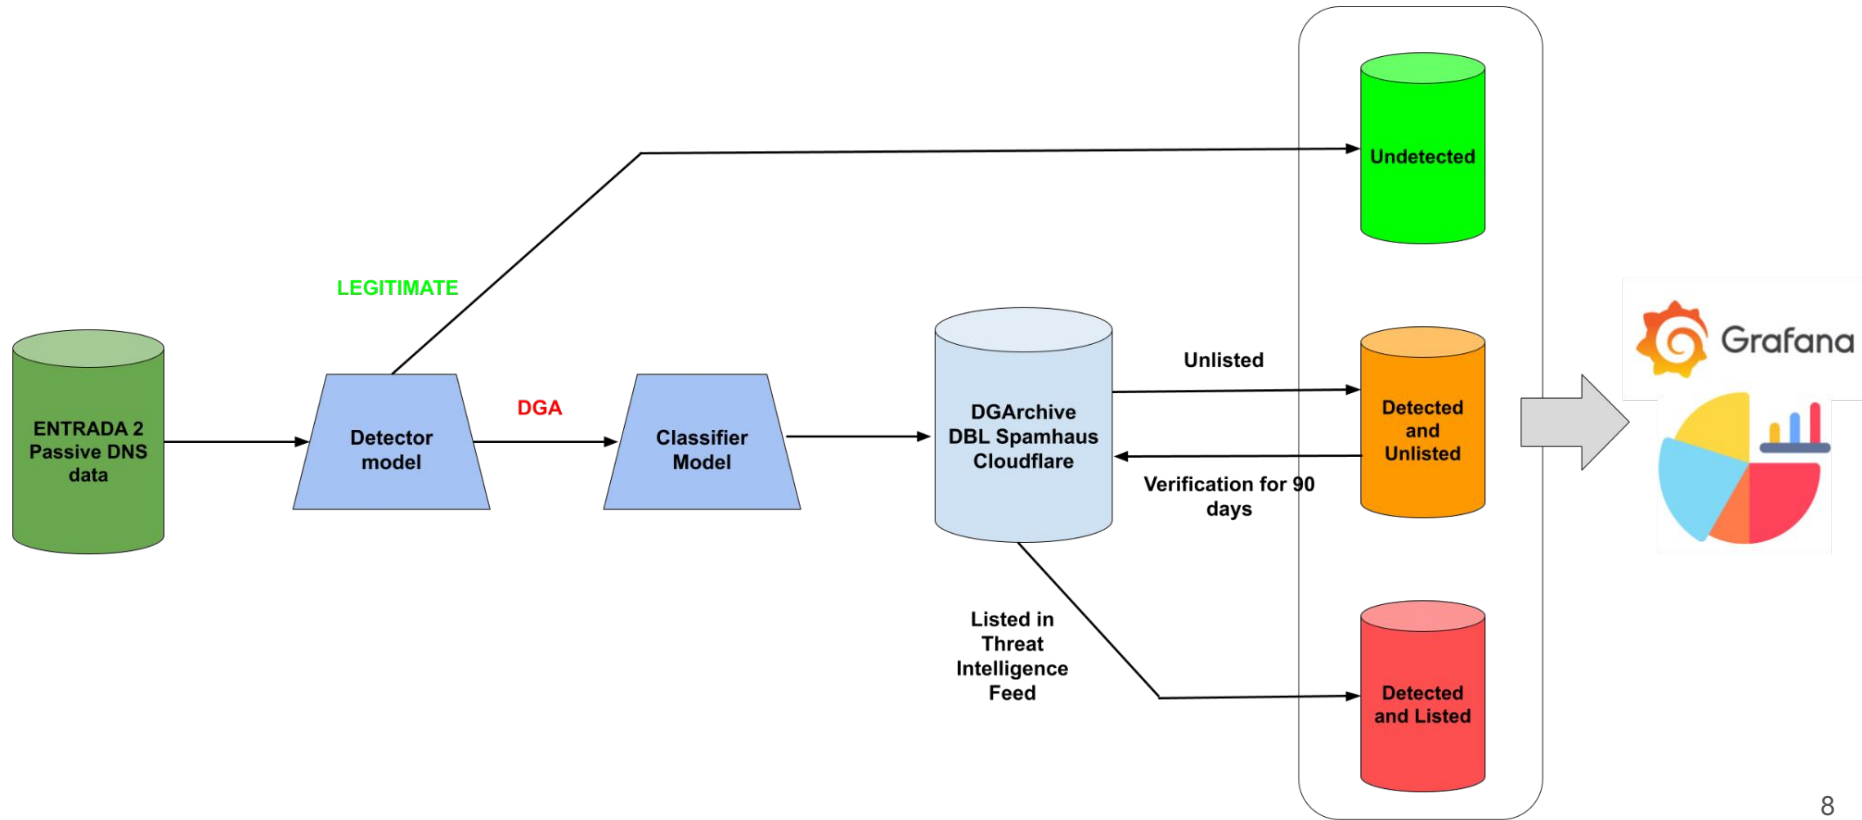 Undetected
LEGITIMATE
ENTRADA 2
Passive DNS
data
Detector
model
DGA
Classifier
Model
DGArchive
DBL Spamhaus
Cloudflare
Unlisted
Detected
and
Unlisted
Verification for 90
days
Listed in
Threat
Intelligence
Feed
Detected
and Listed
Grafana
8